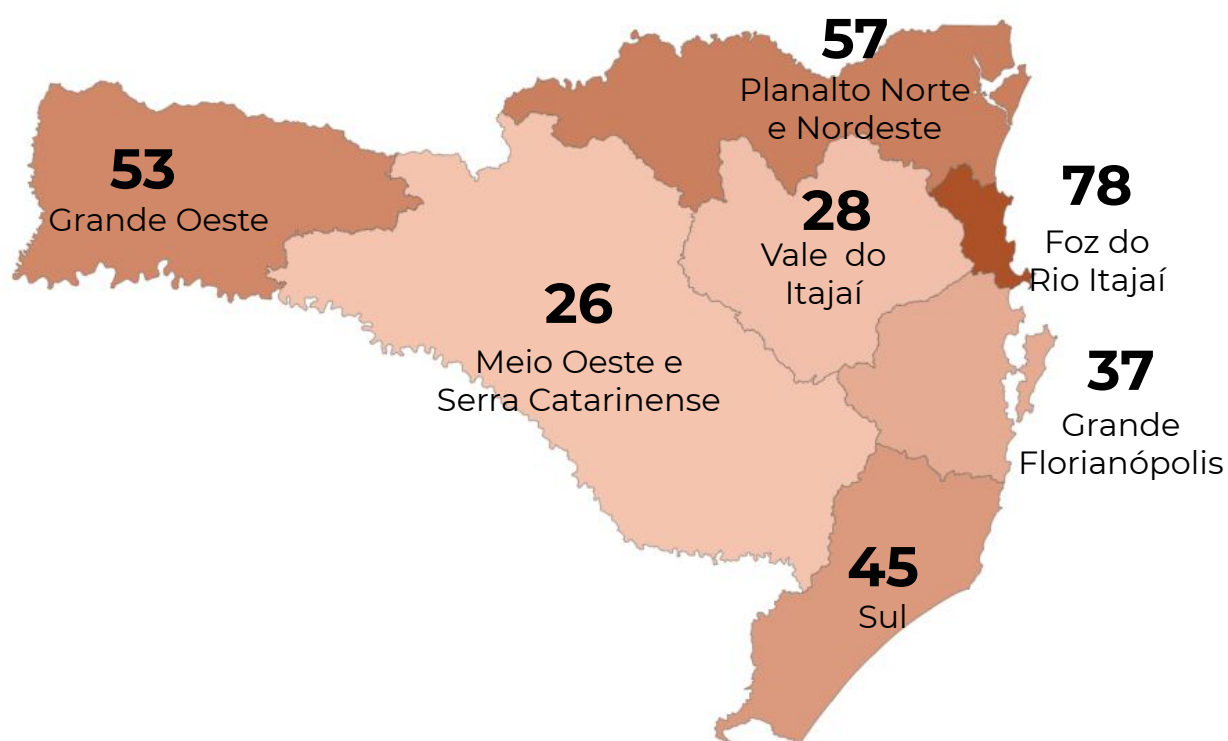 57
Planalto Norte
e Nordeste
53
Grande Oeste
78
Foz do
Rio Itajaí
28
Vale do
Itajaí
26
Meio Oeste e
Serra Catarinense
37
Grande
Florianópolis
45
Sul